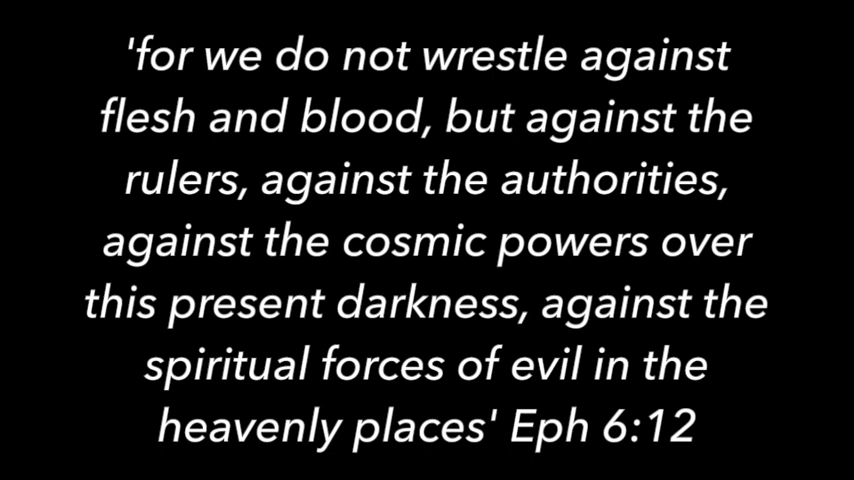 'for we do not wrestle against
flesh and blood, but against the
rulers, against the authorities,
against the cosmic powers over
this present darkness, against the
spiritual forces of evil in the
heavenly places' Eph 6:12